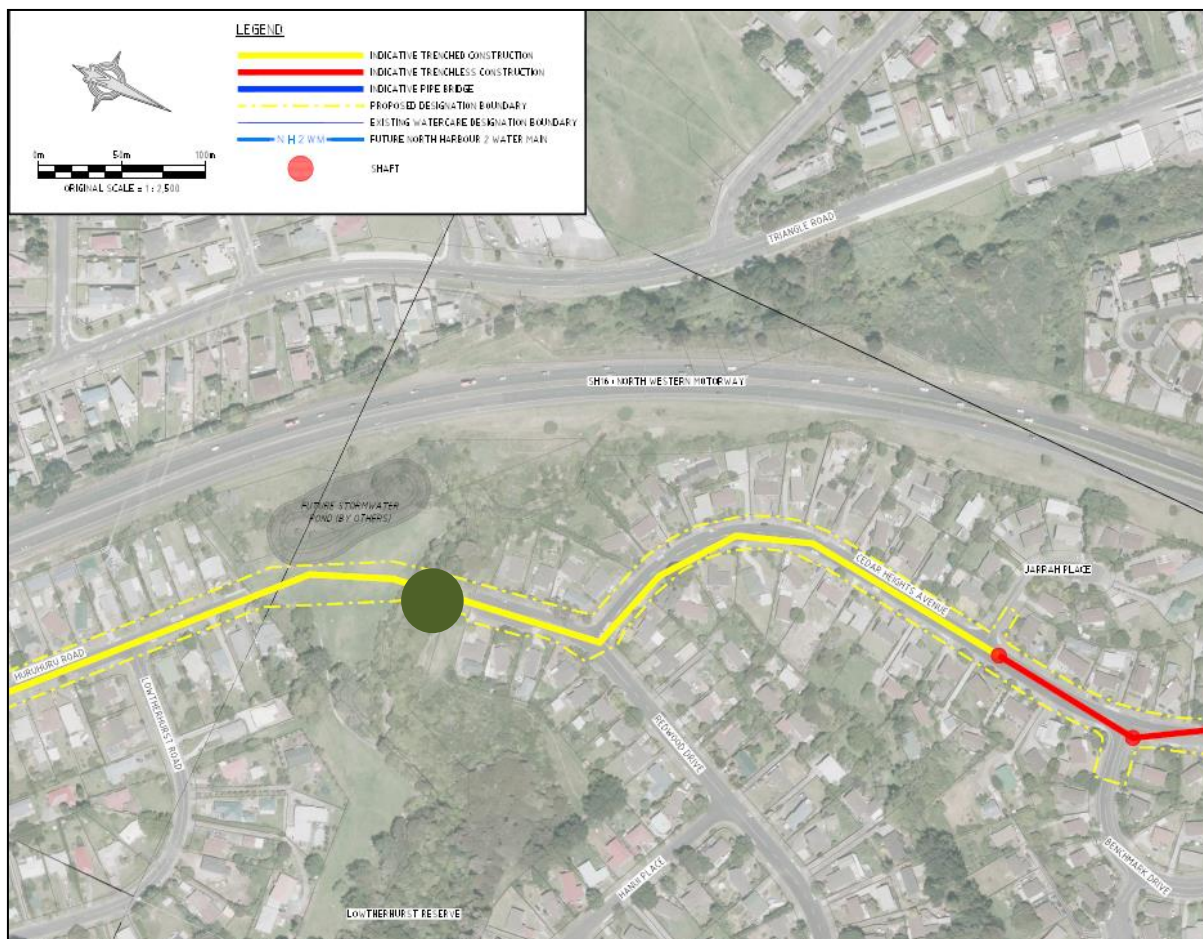 LEGEND
INDICATIVE TRENCHED CONSTRUCTION
INDICATIVE TRENCHLESS CONSTRUCTION
INDICATIVE PIPE BRIDGE
PROPOSED DESIGNATION BOUNDARY
EXISTING WATERCARE DESIGNATION BOUNDARY
NH2WM FUTURE NORTH HARBOUR 2 WATER MAIN
SHAFT
0m 50m 100m
ORIGINAL SCALE = 1:2,500
TRIANGLE ROAD
SH16 : NORTH WESTERN MOTORWAY
FUTURE STORMWATER
POND (BY OTHERS)
CEDAR HEIGHTS AVENUE
JARRAH PLACE
HURUHURU ROAD
LOWTHERHURST ROAD
REDWOOD DRIVE
HANUI PLACE
BENCHMARK DRIVE
LOWTHERHURST RESERVE